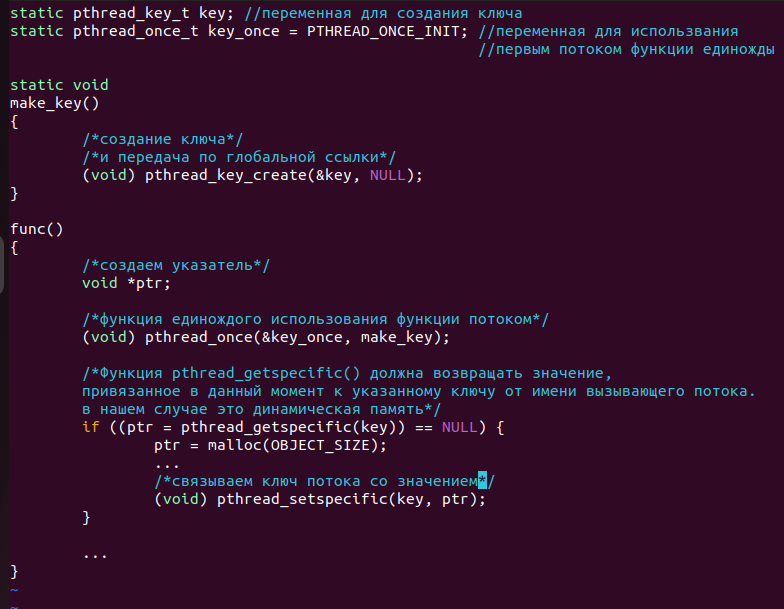 static pthread_key_t key; //переменная для создания ключа
static pthread_once_t key_once = PTHREAD_ONCE_INIT; //переменная для использвания
//первым потоком функции единожды
static void
make_key()
{
/*создание ключа*/
/*и передача по глобальной ссылки*/
(void) pthread_key_create(&key, NULL);
}
func()
{
/*создаем указатель*/
void *ptr;
/*функция единождого использования функции потоком*/
(void) pthread_once(&key_once, make_key);
/*Функция pthread_getspecific() должна возвращать значение,
привязанное в данный момент к указанному ключу от имени вызывающего потока.
в нашем случае это динамическая память*/
if ((ptr = pthread_getspecific(key)) == NULL) {
ptr = malloc(OBJECT_SIZE);
...
/*связываем ключ потока со значением*/
(void) pthread_setspecific(key, ptr);
}
...
}
~
~